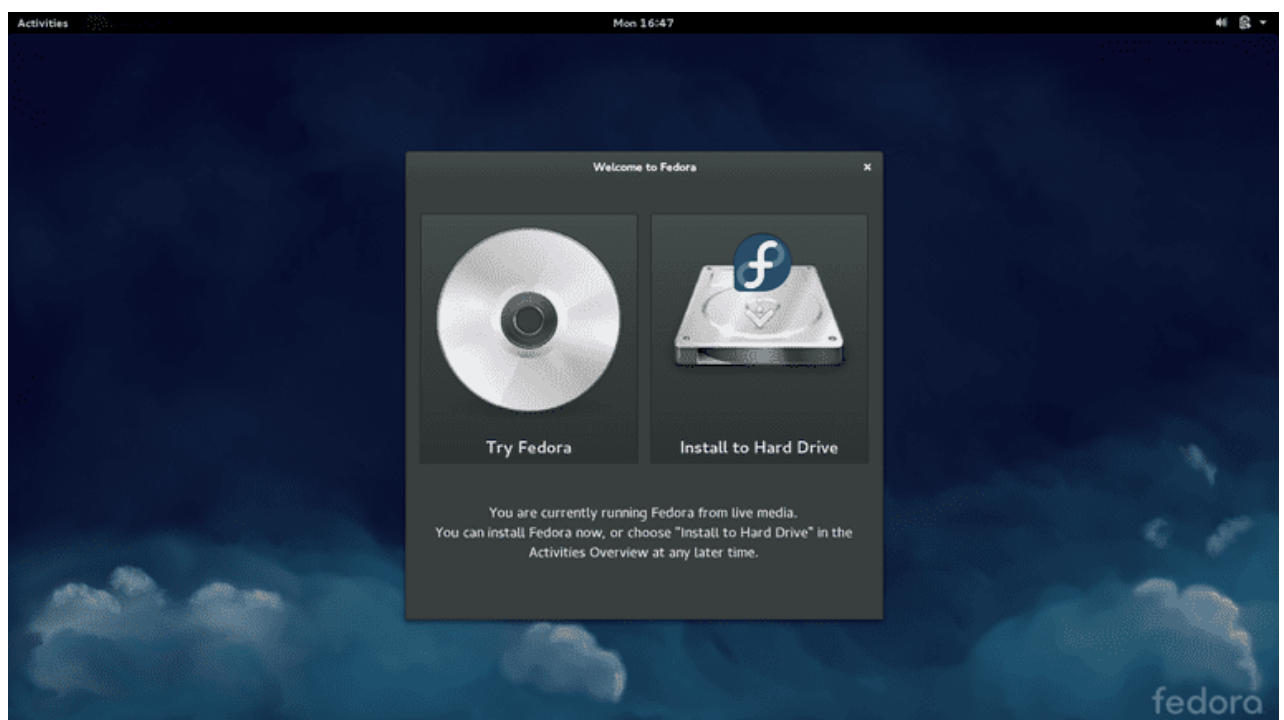 Activities
Mon 16:47
Welcome to Fedora
Try Fedora
Install to Hard Drive
You are currently running Fedora from live media.
You can install Fedora now, or choose "Install to Hard Drive" in the
Activities Overview at any later time.
fedora